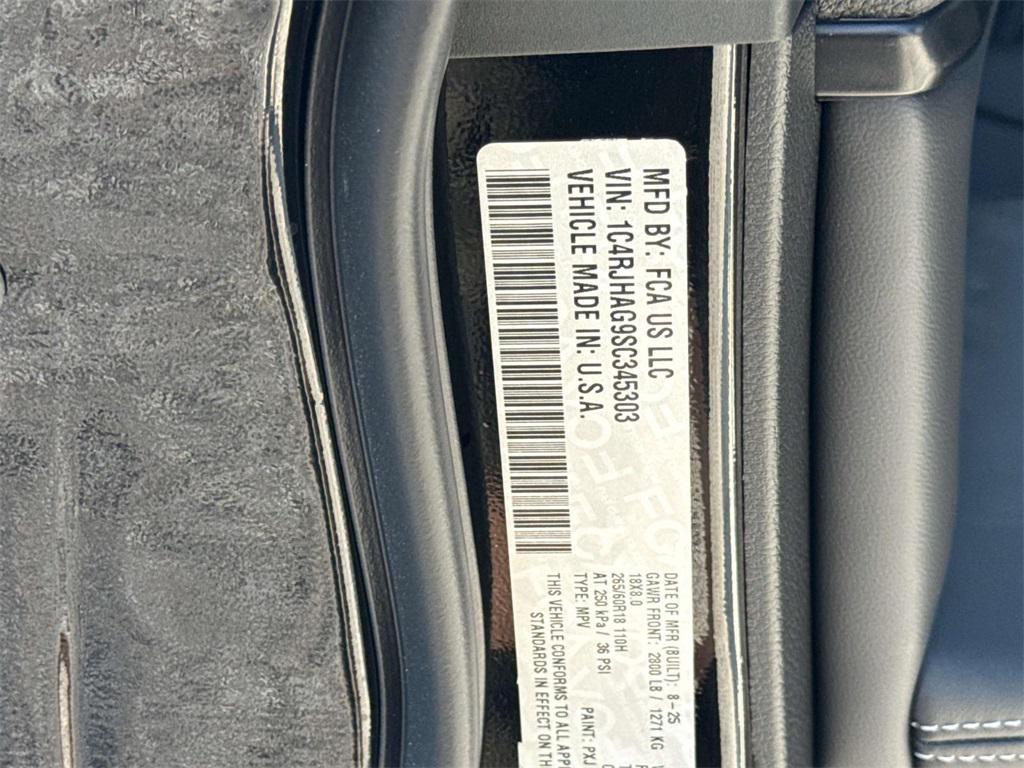 MFD BY: FCA US LLC
VIN: 1C4RJHAG9SC345303
VEHICLE MADE IN: U.S.A.
DATE OF MFR (BUILT): 8-25
GAWR FRONT: 2800 LB / 1271 KG
18X8.0
265/60R18 110H
AT 250 kPa / 36 PSI
TYPE: MPV PAINT: PXJ
THIS VEHICLE CONFORMS TO ALL
STANDARDS IN EFFECT ON